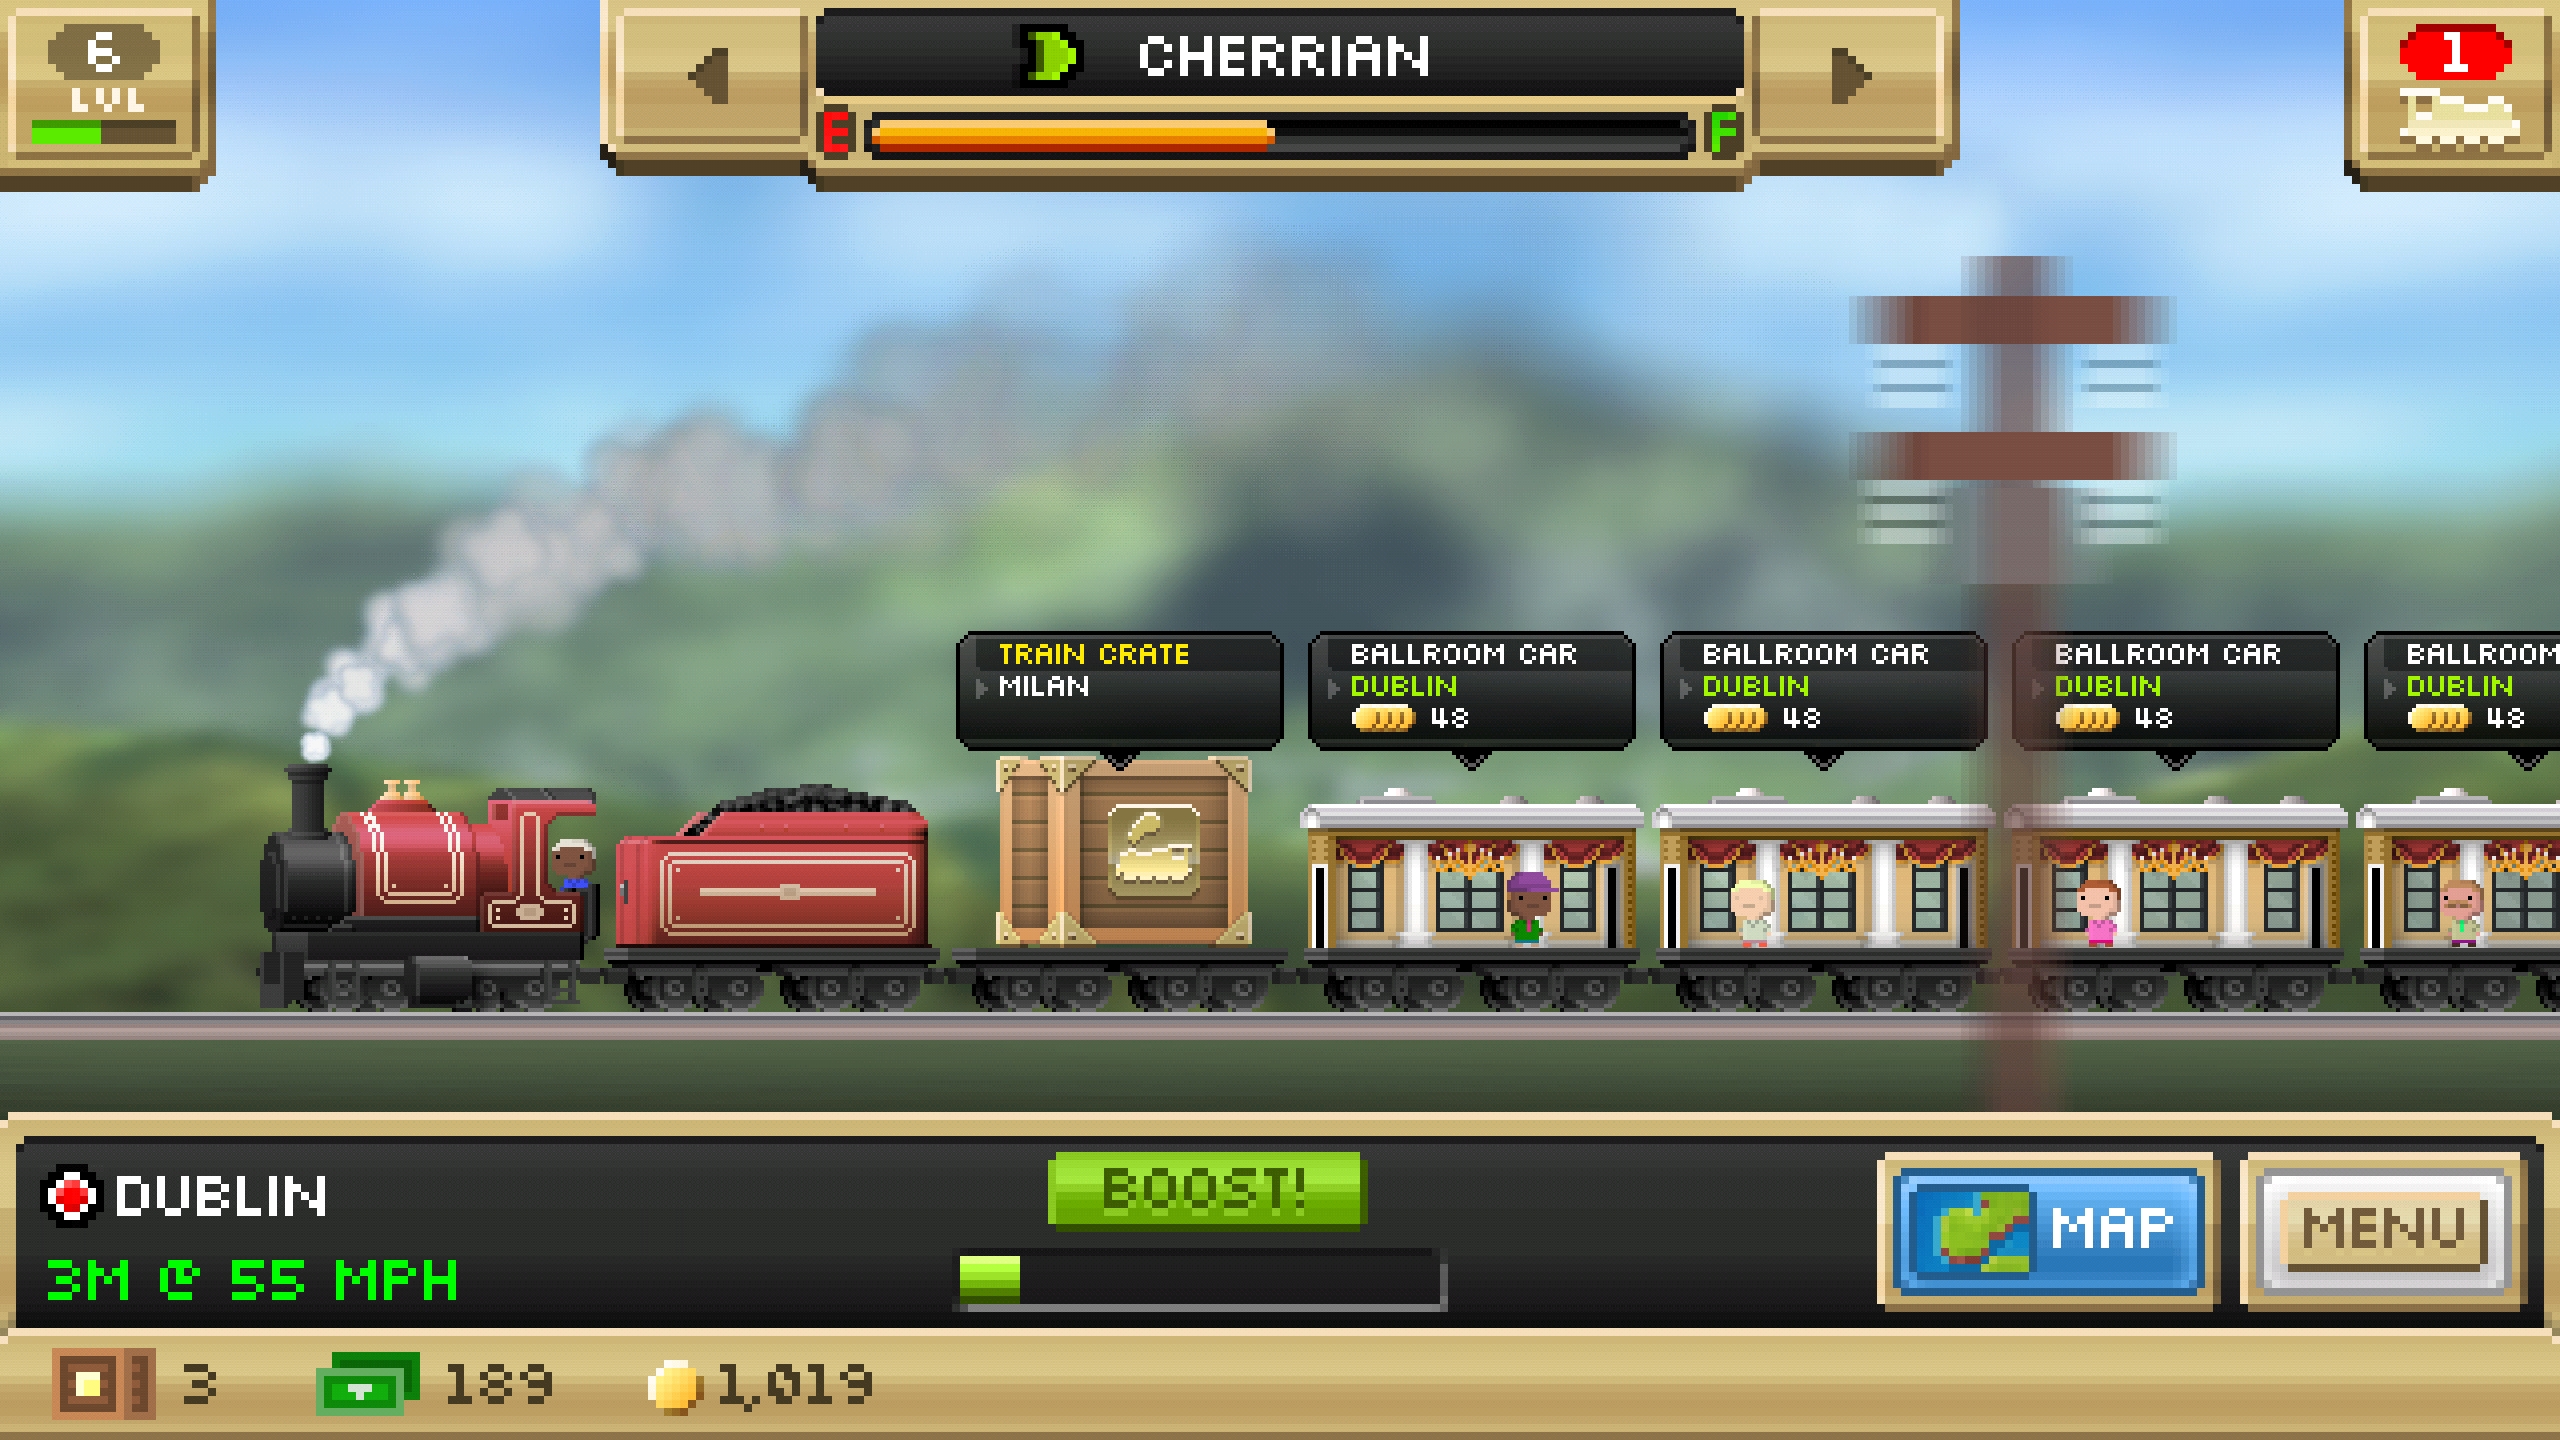 6
LVL
CHERRIAN
E
F
1
TRAIN CRATE
MILAN
BALLROOM CAR
DUBLIN
48
BALLROOM CAR
DUBLIN
48
BALLROOM CAR
DUBLIN
48
BALLROOM
DUBLIN
48
DUBLIN
3M @ 55 MPH
BOOST!
MAP
MENU
3
189
1,019